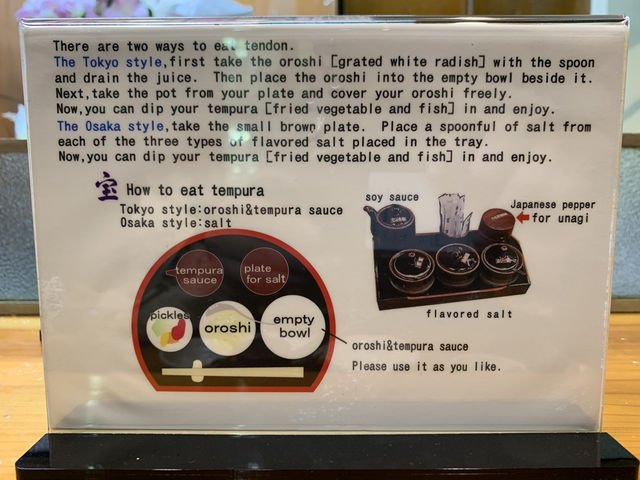 There are two ways to eat tendon.
The Tokyo style,first take the oroshi [grated white radish] with the spoon
and drain the juice. Then place the oroshi into the empty bowl beside it.
Next,take the pot from your plate and cover your oroshi freely.
Now,you can dip your tempura [fried vegetable and fish] in and enjoy.
The Osaka style,take the small brown plate. Place a spoonful of salt from
each of the three types of flavored salt placed in the tray.
Now,you can dip your tempura [fried vegetable and fish] in and enjoy.
宝 How to eat tempura
Tokyo style:oroshi&tempura sauce
Osaka style:salt
soy sauce
Japanese pepper
for unagi
flavored salt
tempura
sauce
plate
for salt
pickles
oroshi
empty
bowl
oroshi&tempura sauce
Please use it as you like.